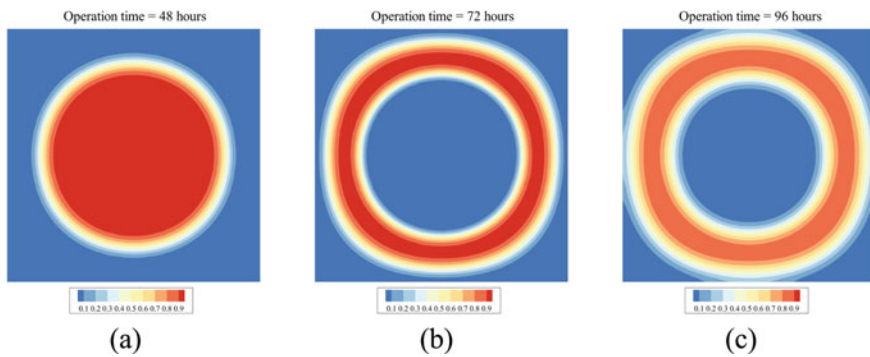 Operation time = 48 hours
Operation time = 72 hours
Operation time = 96 hours
0.1 0.2 0.3 0.4 0.5 0.6 0.7 0.8 0.9
0.1 0.2 0.3 0.4 0.5 0.6 0.7 0.8 0.9
0.1 0.2 0.3 0.4 0.5 0.6 0.7 0.8 0.9
(a)
(b)
(c)